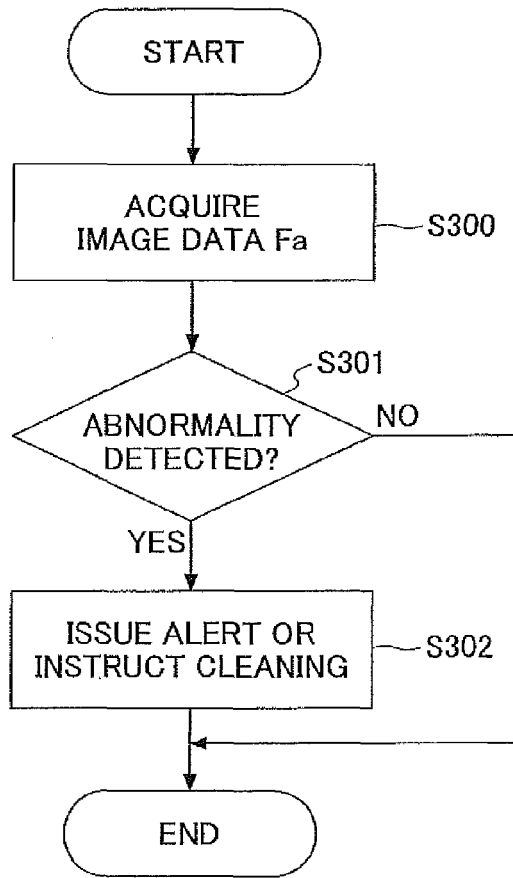 START
ACQUIRE
IMAGE DATA Fa
S300
S301
ABNORMALITY
DETECTED?
NO
YES
ISSUE ALERT OR
INSTRUCT CLEANING
S302
END